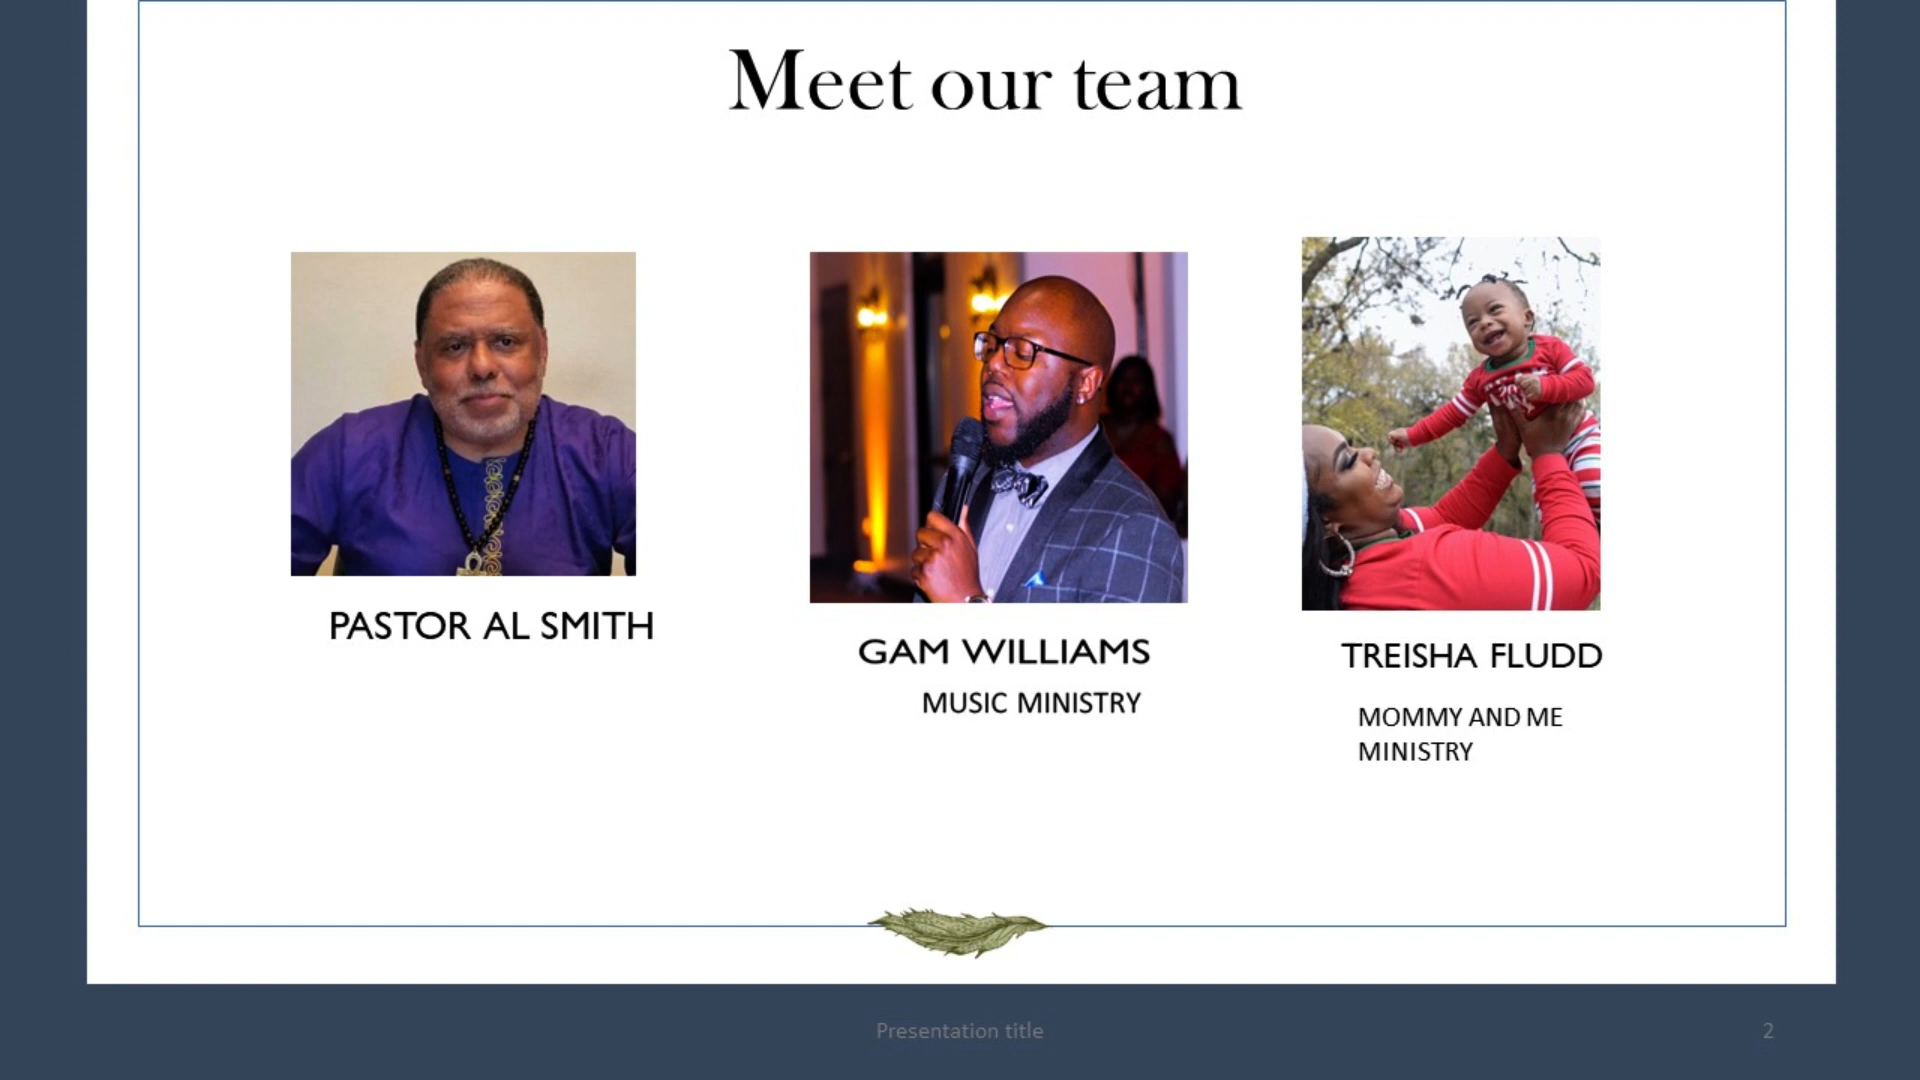 Meet our team
PASTOR AL SMITH
GAM WILLIAMS
MUSIC MINISTRY
TREISHA FLUDD
MOMMY AND ME
MINISTRY
Presentation title
2